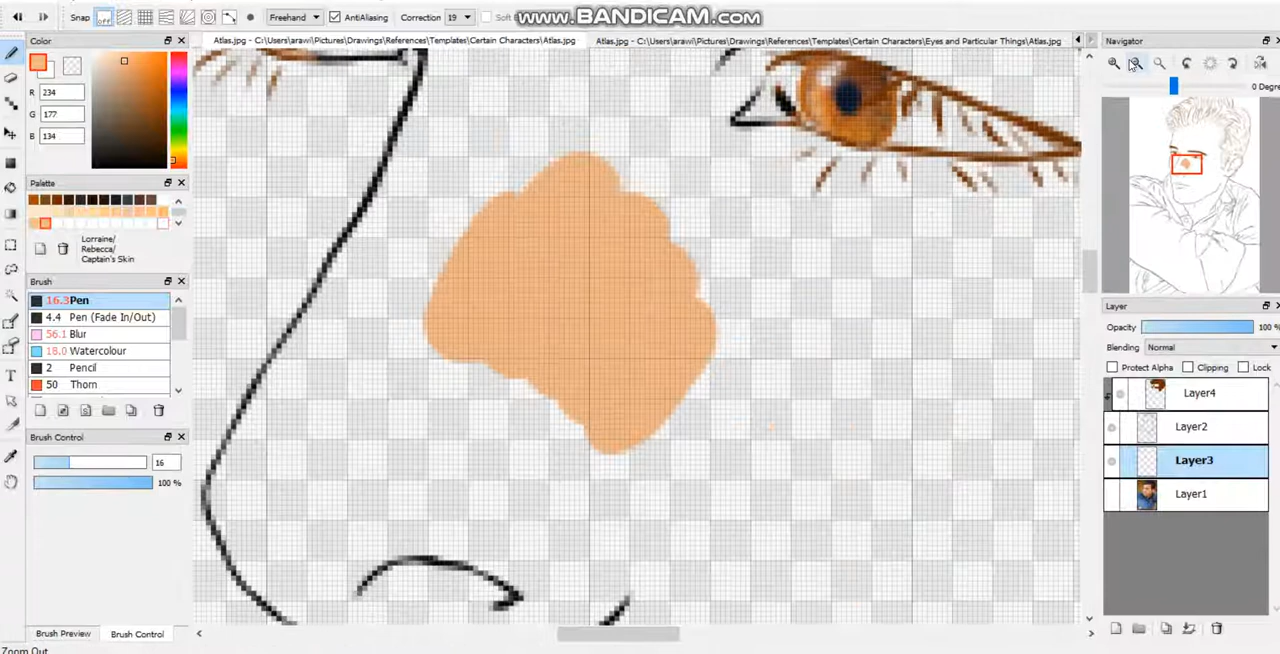 Snap off Freehand AntiAliasing Correction 19 Soft
www.BANDICAM.com
Color
Atlas.jpg - C:\Users\arawi\Pictures\Drawings\References\Templates\Certain Characters\Atlas.jpg
Atlas.jpg - C:\Users\arawi\Pictures\Drawings\References\Templates\Certain Characters\Eyes and Particular Things\Atlas.jpg
Navigator
0 Degree
R 234
G 177
B 134
Palette
Lorraine/
Rebecca/
Captain's Skin
Brush
16.3 Pen
4.4 Pen (Fade In/Out)
56.1 Blur
18.0 Watercolour
2 Pencil
50 Thorn
Brush Control
16
100 %
Brush Preview Brush Control
Zoom Out
Layer
Opacity 100 %
Blending Normal
Protect Alpha Clipping Lock
Layer4
Layer2
Layer3
Layer1